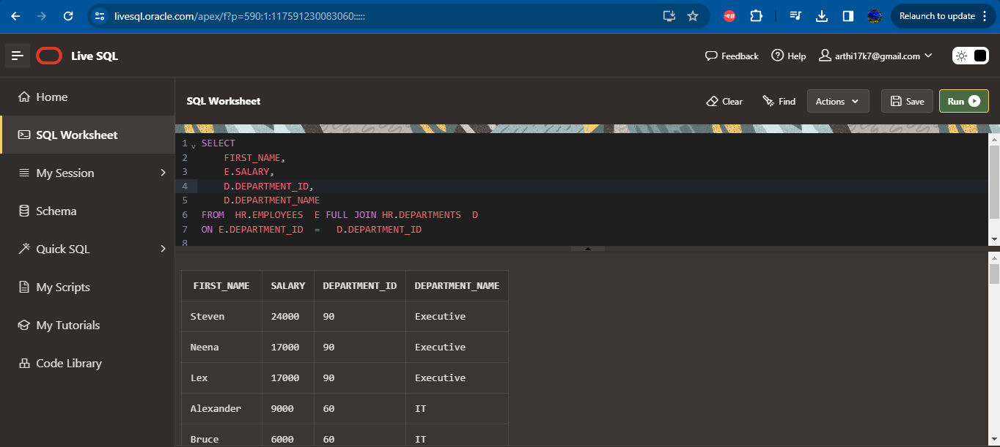 livesql.oracle.com/apex/f?p=590:1:117591230083060:::::
Relaunch to update
Live SQL
Feedback
Help
arthi17k7@gmail.com
Home
SQL Worksheet
My Session
Schema
Quick SQL
My Scripts
My Tutorials
Code Library
SQL Worksheet
Clear
Find
Actions
Save
Run
1 SELECT
2 FIRST_NAME,
3 E.SALARY,
4 D.DEPARTMENT_ID,
5 D.DEPARTMENT_NAME
6 FROM HR.EMPLOYEES E FULL JOIN HR.DEPARTMENTS D
7 ON E.DEPARTMENT_ID = D.DEPARTMENT_ID
8
FIRST_NAME SALARY DEPARTMENT_ID DEPARTMENT_NAME
Steven 24000 90 Executive
Neena 17000 90 Executive
Lex 17000 90 Executive
Alexander 9000 60 IT
Bruce 6000 60 IT